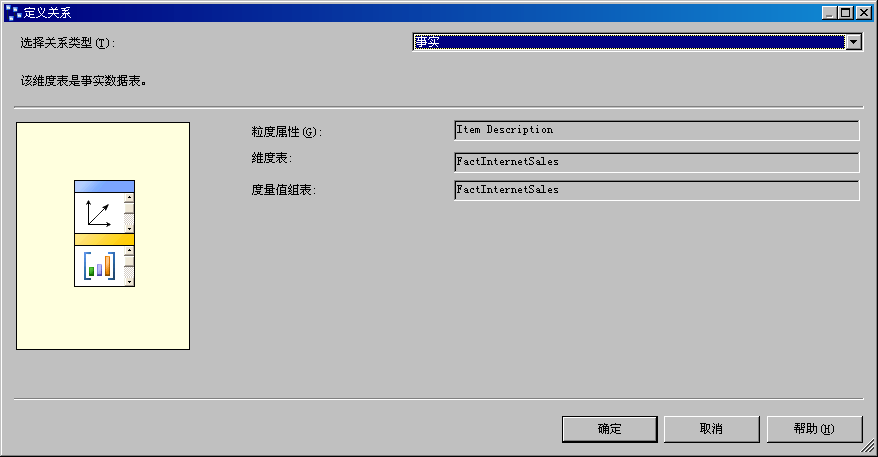 定义关系
选择关系类型(T):
事实
该维度表是事实数据表。
粒度属性(G):
Item Description
维度表:
FactInternetSales
度量值组表:
FactInternetSales
确定
取消
帮助(H)